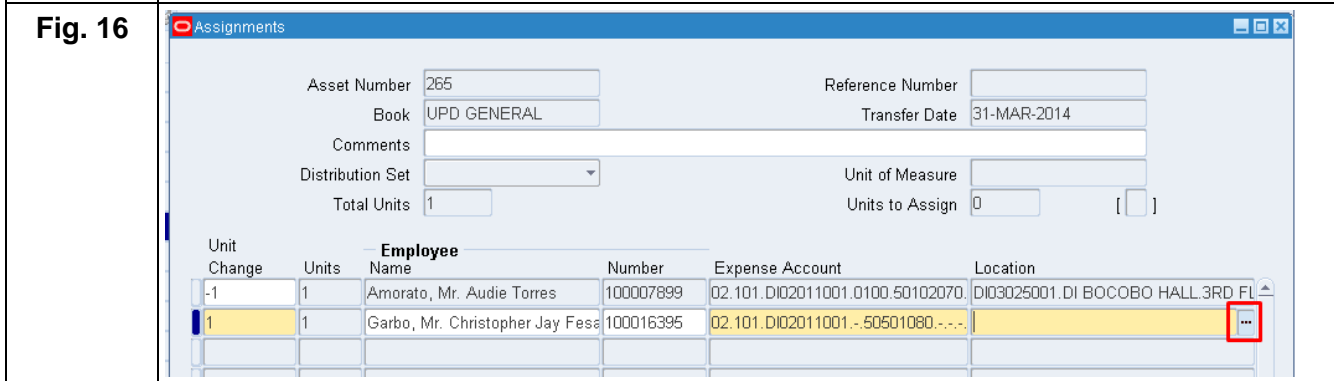 Fig. 16
Assignments
Asset Number 265 Reference Number
Book UPD GENERAL Transfer Date 31-MAR-2014
Comments
Distribution Set Unit of Measure
Total Units 1 Units to Assign 0 [ ]
Unit Change Units Employee Name Number Expense Account Location
-1 1 Amorato, Mr. Audie Torres 100007899 02.101.DI02011001.0100.50102070. DI03025001.DI BOCOBO HALL.3RD FL
1 1 Garbo, Mr. Christopher Jay Fesa 100016395 02.101.DI02011001.-.50501080.-.-.-. ...